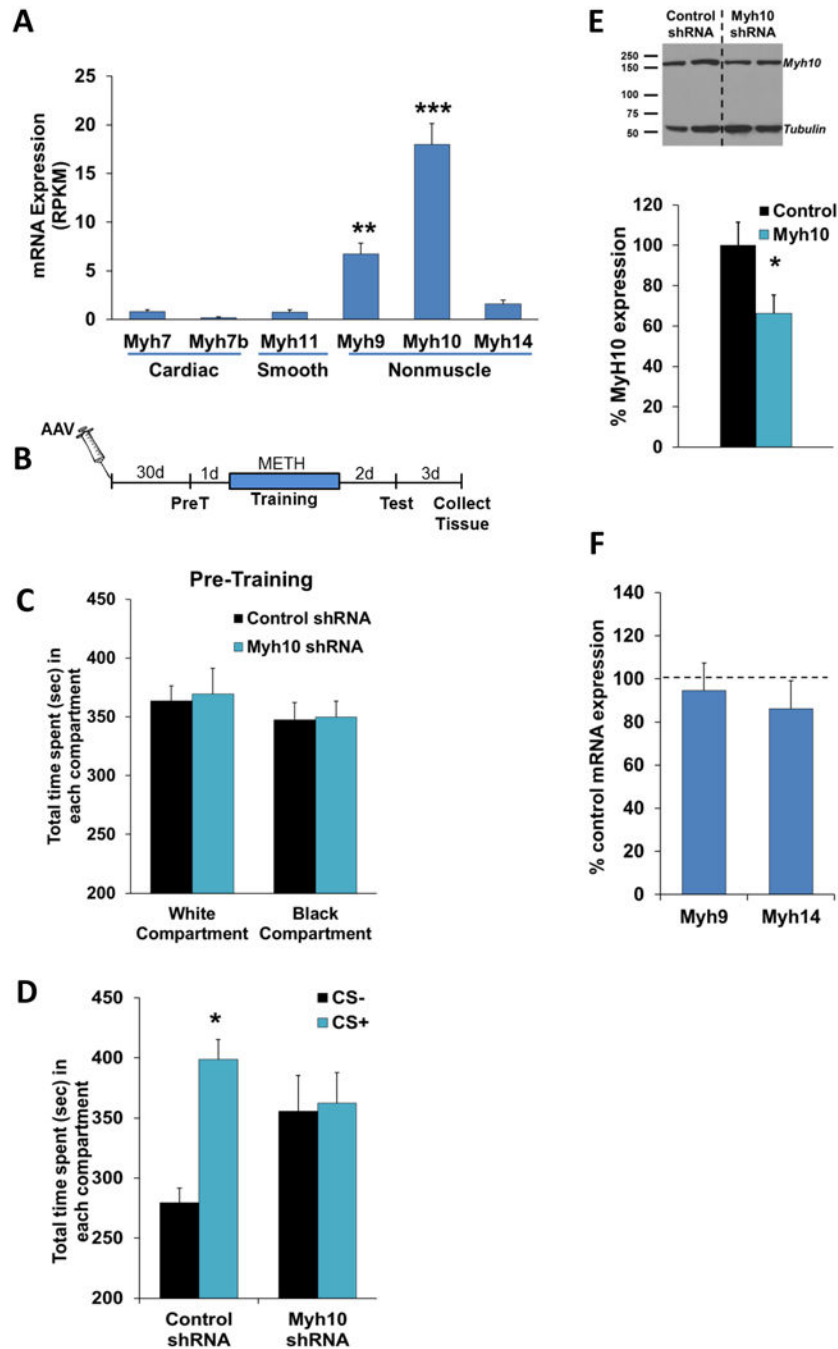 A
mRNA Expression
(RPKM)
25
20
15
10
5
0
**
***
Myh7 Myh7b Myh11 Myh9 Myh10 Myh14
Cardiac Smooth Nonmuscle
B
AAV
30d 1d METH 2d 3d
PreT Training Test Collect
Tissue
C
Pre-Training
Total time spent (sec) in
each compartment
450
400
350
300
250
200
Control shRNA
Myh10 shRNA
White
Compartment
Black
Compartment
D
Total time spent (sec) in
each compartment
450
400
350
300
250
200
*
CS-
CS+
Control
shRNA
Myh10
shRNA
E
Control
shRNA
Myh10
shRNA
250
150
100
75
50
Myh10
Tubulin
% MyH10 expression
120
100
80
60
40
20
0
Control
Myh10
*
F
% control mRNA expression
140
120
100
80
60
40
20
0
Myh9 Myh14